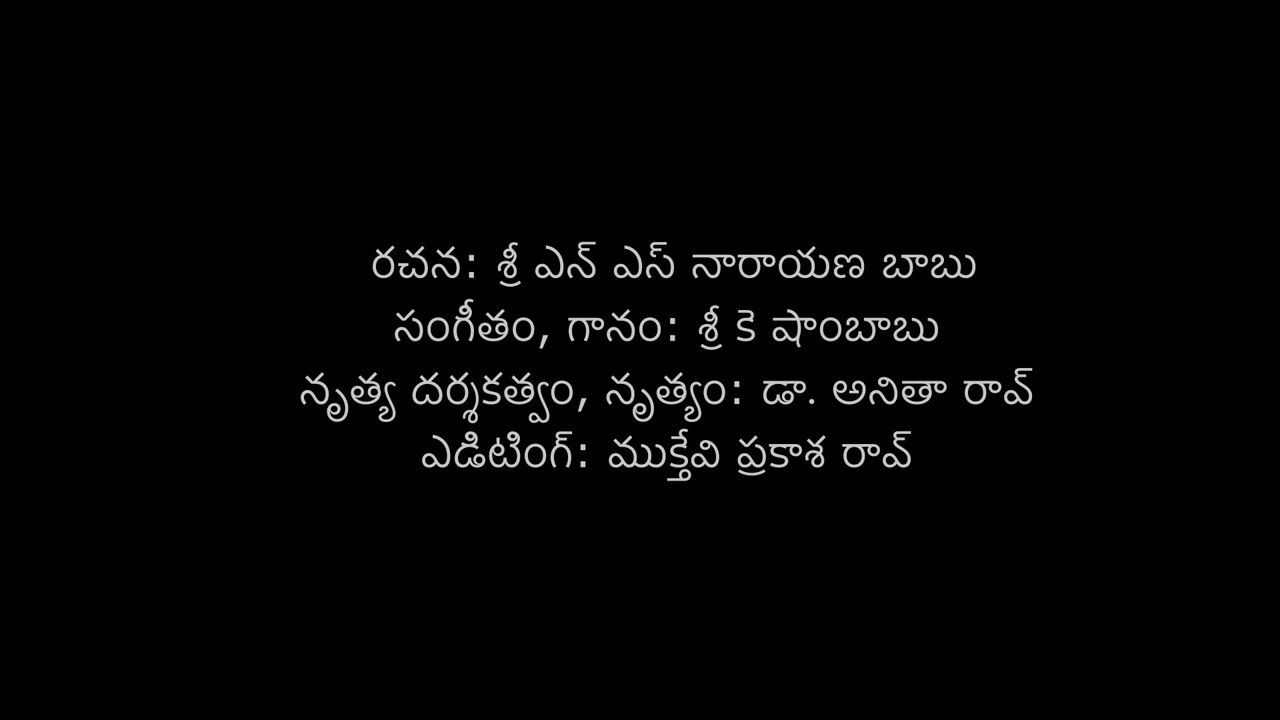 రచన: శ్రీ ఎన్ ఎస్ నారాయణ బాబు
సంగీతం, గానం: శ్రీ కె షాంబాబు
నృత్య దర్శకత్వం, నృత్యం: డా. అనితా రావ్
ఎడిటింగ్: ముక్తేవి ప్రకాశ రావ్